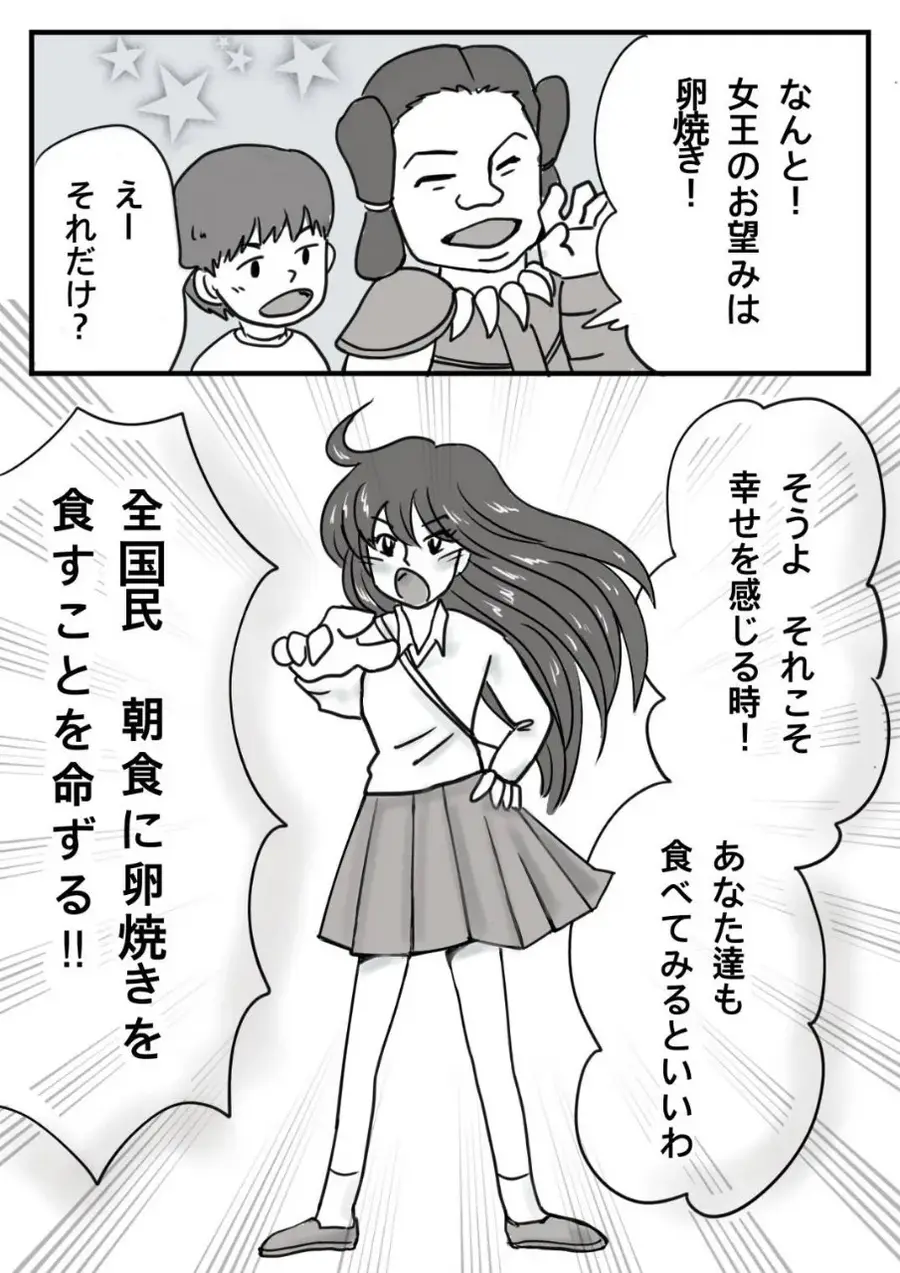 なんと！
女王のお望みは
卵焼き！
えー
それだけ？
そうよ　それこそ
幸せを感じる時！
あなた達も
食べてみるといいわ
全国民　朝食に卵焼きを
食すことを命ずる！！